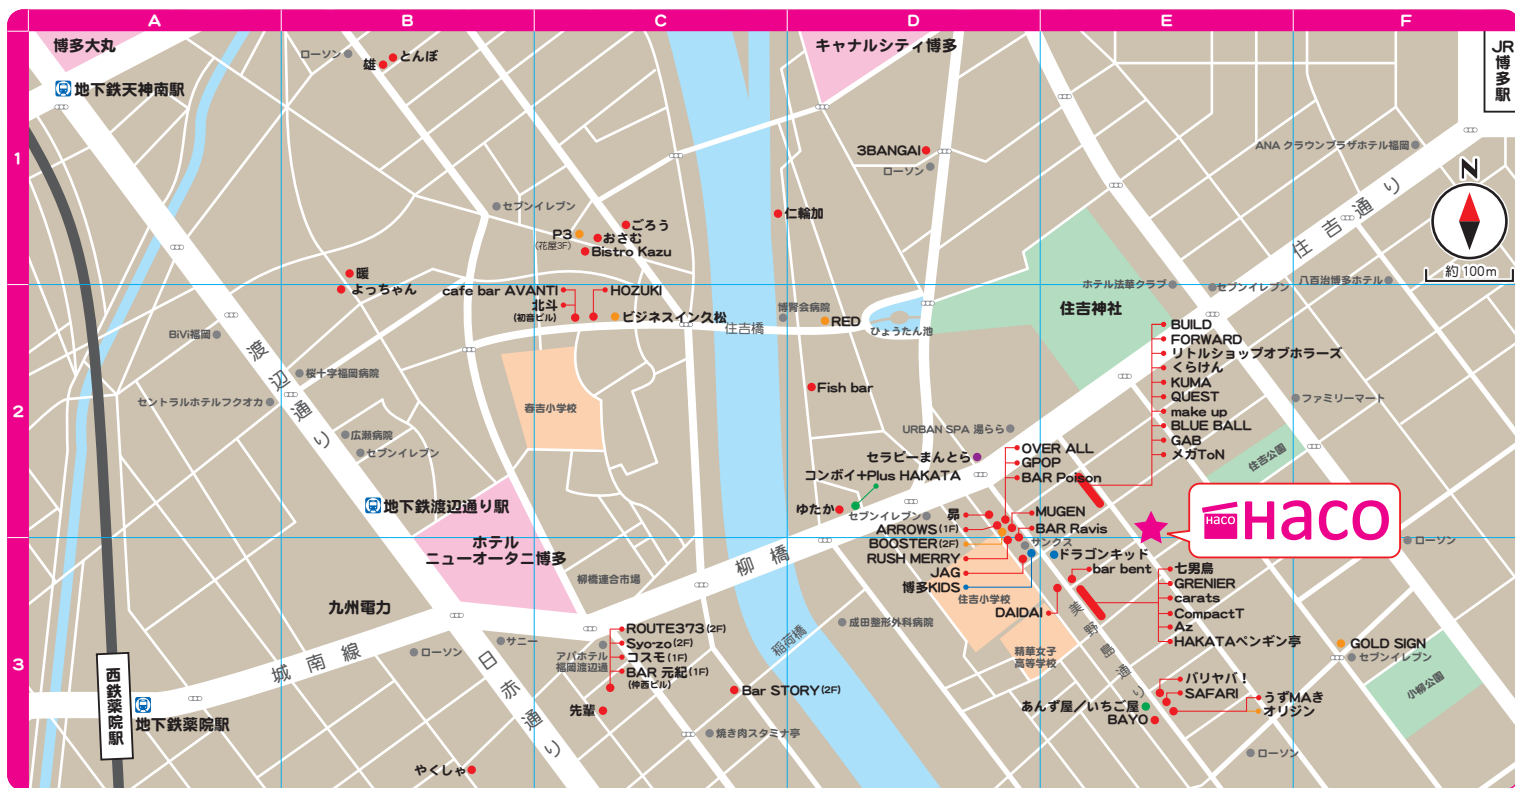 A
B
C
D
E
F
1
2
3
博多大丸
地下鉄天神南駅
ローソン
雄
とんぼ
キャナルシティ博多
JR博多駅
3BANGAI
ローソン
ANA クラウンプラザホテル福岡
N
約100m
住吉通り
セブンイレブン
P3
(花屋3F)
ごろう
おさむ
Bistro Kazu
仁輪加
暖
よっちゃん
cafe bar AVANTI
北斗
(初音ビル)
HOZUKI
ビジネスイン久松
住吉橋
博腎会病院
RED
ひょうたん池
ホテル法華クラブ
セブンイレブン
八百治博多ホテル
住吉神社
BiVi福岡
渡辺通り
桜十字福岡病院
セントラルホテルフクオカ
広瀬病院
セブンイレブン
春吉小学校
Fish bar
BUILD
FORWARD
リトルショップオブホラーズ
くらけん
KUMA
QUEST
make up
BLUE BALL
GAB
メガToN
ファミリーマート
住吉公園
URBAN SPA 湯らら
セラピーまんとら
コンボイ+Plus HAKATA
OVER ALL
GPOP
BAR Poison
地下鉄渡辺通り駅
ゆたか
セブンイレブン
昴
ARROWS(1F)
BOOSTER(2F)
RUSH MERRY
JAG
博多KIDS
MUGEN
BAR Ravis
サンクス
ドラゴンキッド
bar bent
DAIDAI
HACO
HACO
ローソン
ホテル
ニューオータニ博多
柳橋
柳橋連合市場
九州電力
住吉小学校
精華女子
高等学校
美野島通り
七男鳥
GRENIER
carats
CompactT
Az
HAKATAペンギン亭
GOLD SIGN
セブンイレブン
小柳公園
成田整形外科病院
稲荷橋
ROUTE373(2F)
Syo-zo(2F)
コスモ(1F)
BAR 元紀(1F)
(仲西ビル)
アパホテル
福岡渡辺通
サニー
ローソン
城南線
日赤通り
西鉄薬院駅
地下鉄薬院駅
先輩
Bar STORY(2F)
焼き肉スタミナ亭
やくしゃ
バリヤバ！
SAFARI
うずMAき
オリジン
あんず屋／いちご屋
BAYO
ローソン